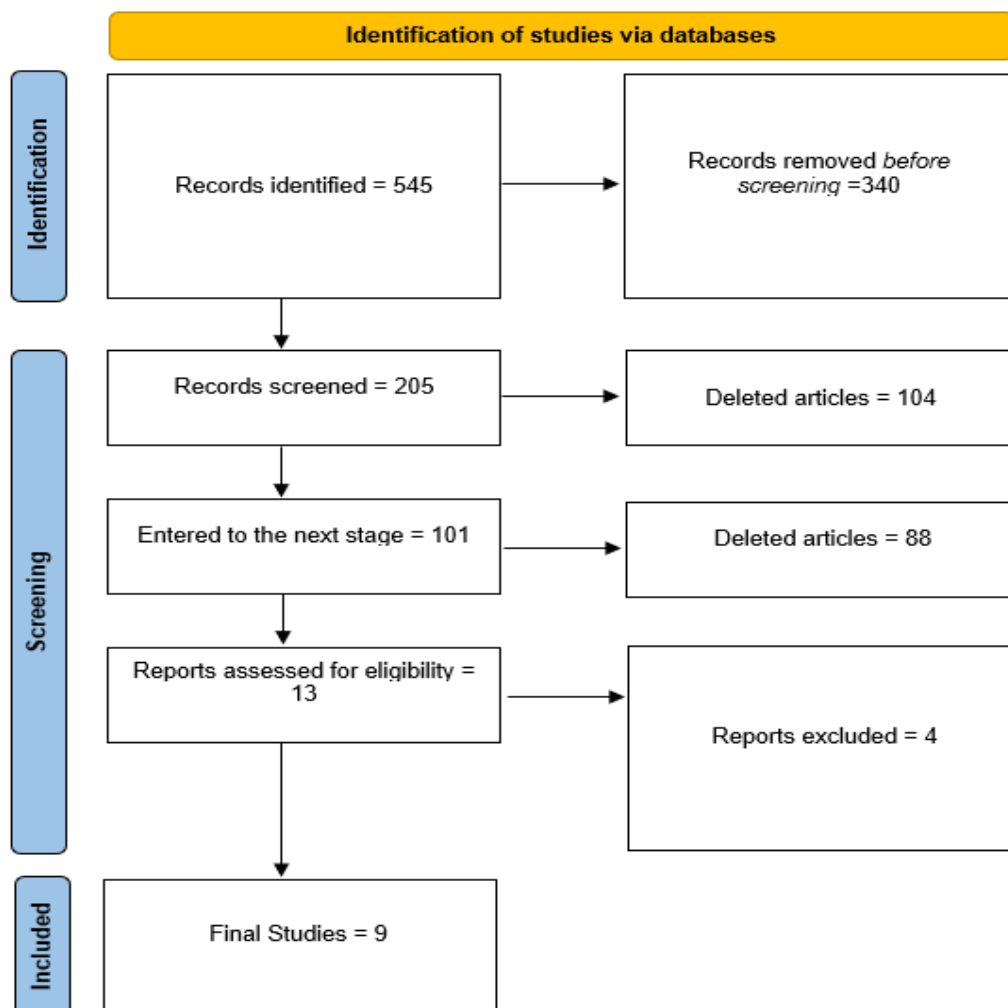 Identification of studies via databases
Identification
Records identified = 545
Records removed before
screening =340
Screening
Records screened = 205
Deleted articles = 104
Entered to the next stage = 101
Deleted articles = 88
Reports assessed for eligibility =
13
Reports excluded = 4
Included
Final Studies = 9